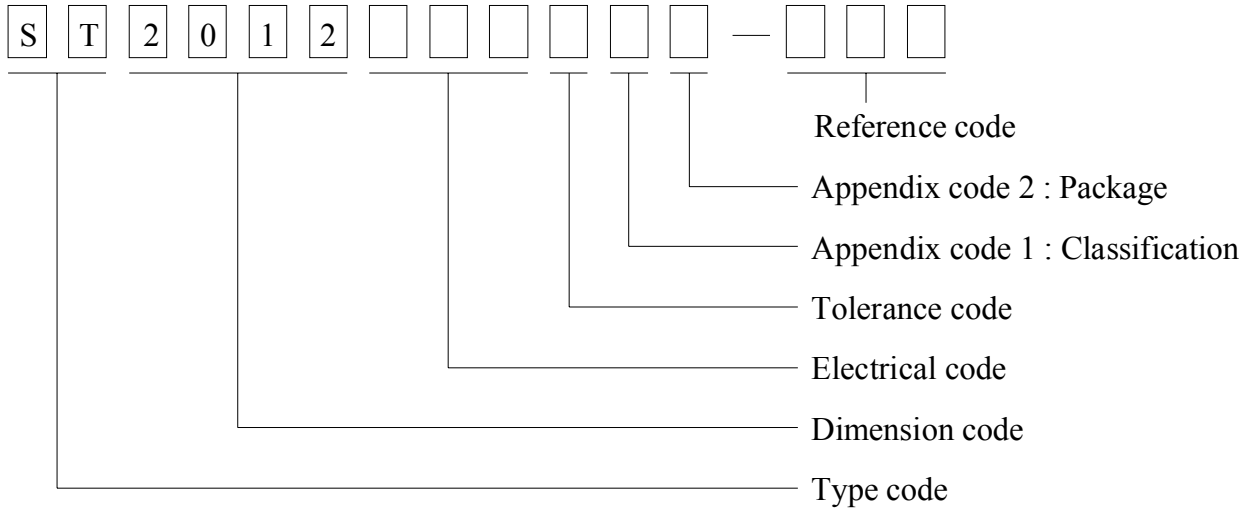 S T 2 0 1 2 —
Reference code
Appendix code 2 : Package
Appendix code 1 : Classification
Tolerance code
Electrical code
Dimension code
Type code